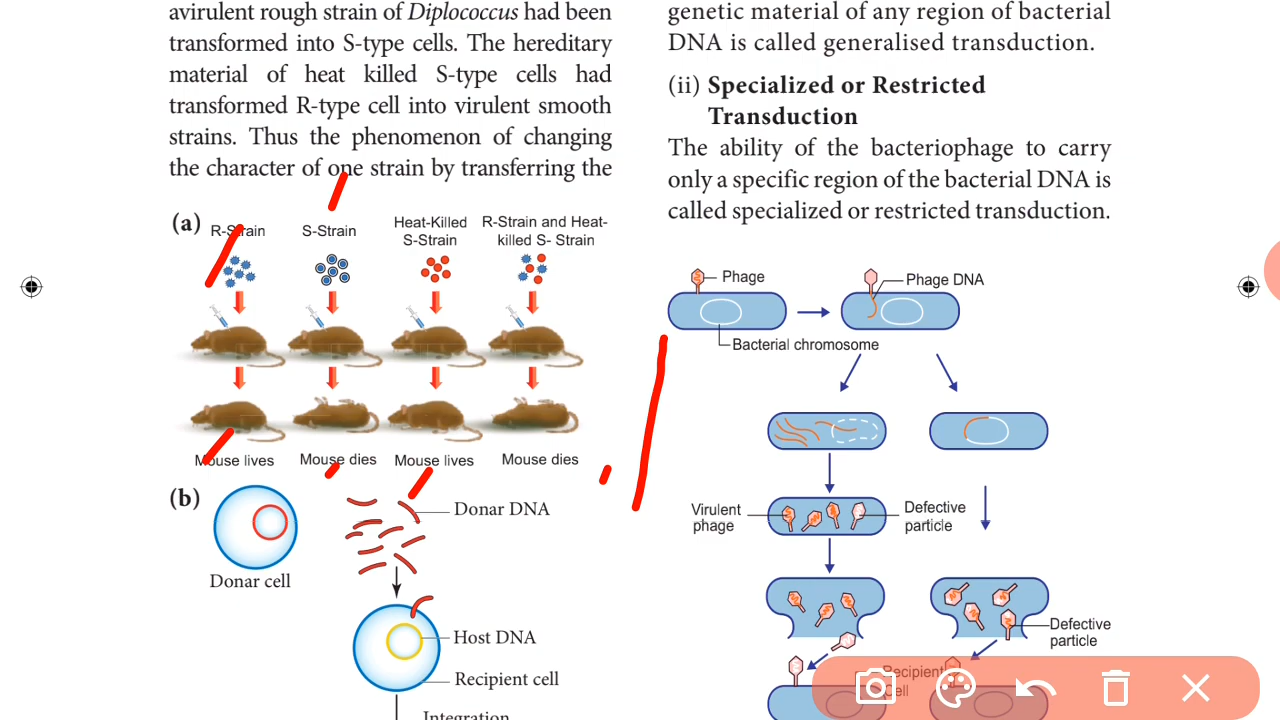 avirulent rough strain of Diplococcus had been
transformed into S-type cells. The hereditary
material of heat killed S-type cells had
transformed R-type cell into virulent smooth
strains. Thus the phenomenon of changing
the character of one strain by transferring the
(a)
R-Strain
S-Strain
Heat-Killed
S-Strain
R-Strain and Heat-
killed S- Strain
Mouse lives
Mouse dies
Mouse lives
Mouse dies
(b)
Donar cell
Donar DNA
Host DNA
Recipient cell
Integration
genetic material of any region of bacterial
DNA is called generalised transduction.
(ii) Specialized or Restricted
Transduction
The ability of the bacteriophage to carry
only a specific region of the bacterial DNA is
called specialized or restricted transduction.
Phage
Phage DNA
Bacterial chromosome
Virulent
phage
Defective
particle
Defective
particle
Recipient
Cell